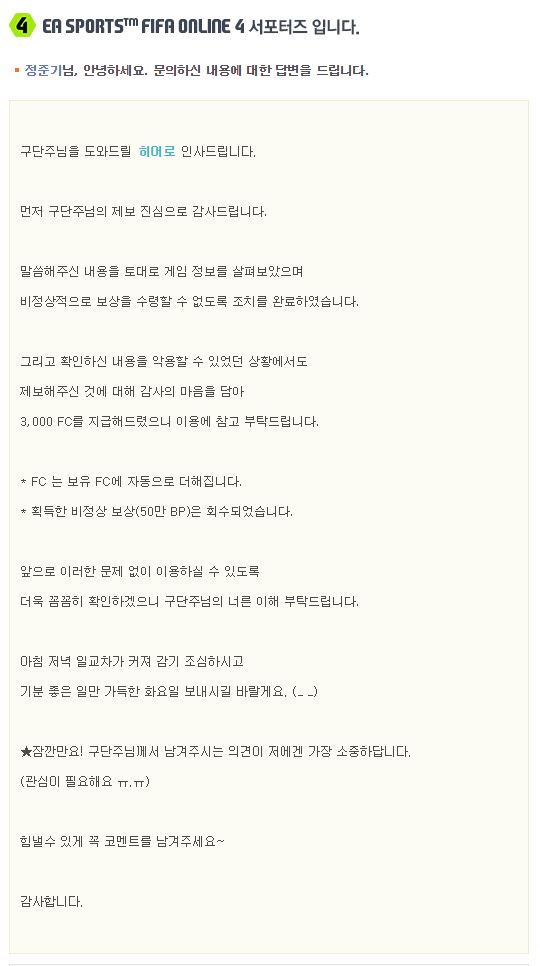 4 EA SPORTS™ FIFA ONLINE 4 서포터즈 입니다.
정준기님, 안녕하세요. 문의하신 내용에 대한 답변을 드립니다.
구단주님을 도와드릴 히어로 인사드립니다.
먼저 구단주님의 제보 진심으로 감사드립니다.
말씀해주신 내용을 토대로 게임 정보를 살펴보았으며
비정상적으로 보상을 수령할 수 없도록 조치를 완료하였습니다.
그리고 확인하신 내용을 악용할 수 있었던 상황에서도
제보해주신 것에 대해 감사의 마음을 담아
3,000 FC를 지급해드렸으니 이용에 참고 부탁드립니다.
* FC 는 보유 FC에 자동으로 더해집니다.
* 획득한 비정상 보상(50만 BP)은 회수되었습니다.
앞으로 이러한 문제 없이 이용하실 수 있도록
더욱 꼼꼼히 확인하겠으니 구단주님의 너른 이해 부탁드립니다.
아침 저녁 일교차가 커져 감기 조심하시고
기분 좋은 일만 가득한 화요일 보내시길 바랄게요. (_ _)
★잠깐만요! 구단주님께서 남겨주시는 의견이 저에겐 가장 소중하답니다.
(관심이 필요해요 ㅠ.ㅠ)
힘낼수 있게 꼭 코멘트를 남겨주세요~
감사합니다.